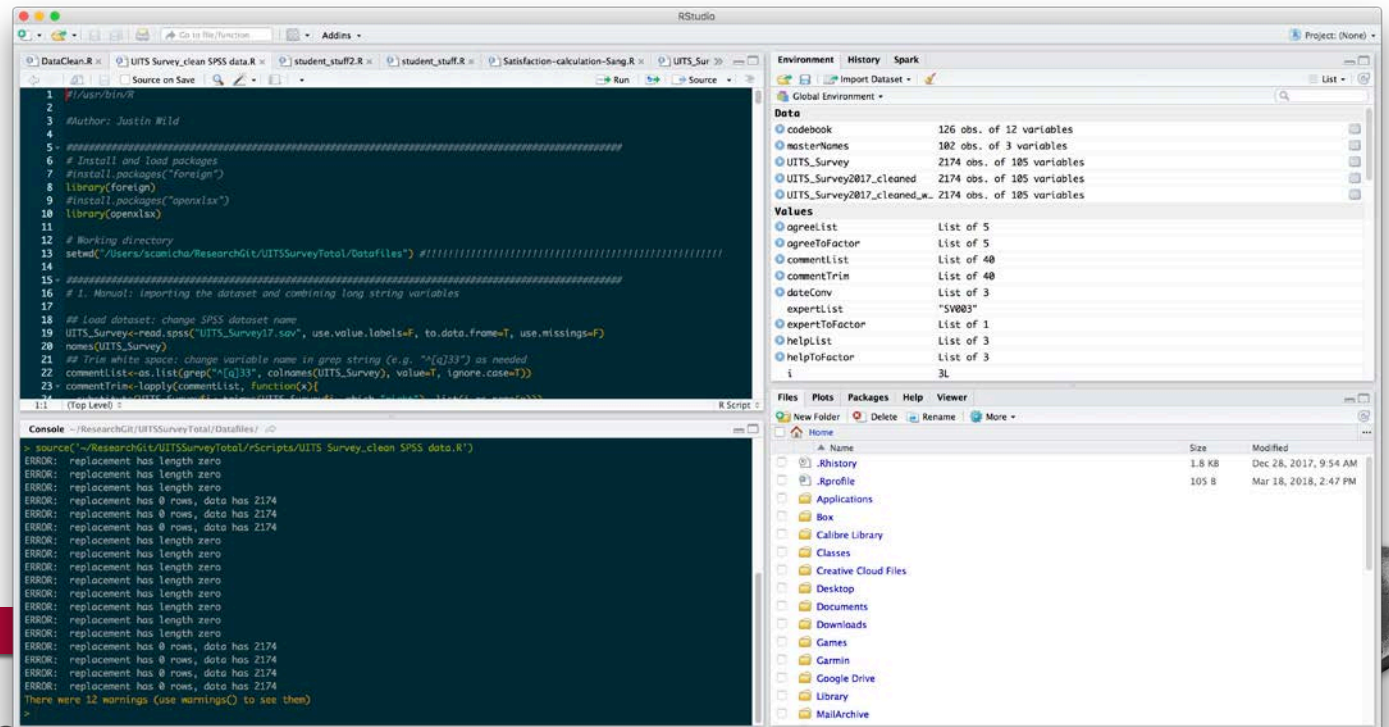 RStudio
Go to file/function
Addins
Project: (None)
DataClean.R
UITS Survey_clean SPSS data.R
student_stuff2.R
student_stuff.R
Satisfaction-calculation-Sang.R
UITS_Sur
Source on Save
Run
Source
1 #!/usr/bin/R
2
3 #Author: Justin Wild
4
5
6 # Install and load packages
7 #install.packages("foreign")
8 library(foreign)
9 #install.packages("openxlsx")
10 library(openxlsx)
11
12 # Working directory
13 setwd("/Users/scamicha/ResearchGit/UITSSurveyTotal/Datafiles")
14
15
16 # 1. Manual: importing the dataset and combining long string variables
17
18 ## Load dataset: change SPSS dataset name
19 UITS_Survey<-read.spss("UITS_Survey17.sav", use.value.labels=F, to.data.frame=T, use.missings=F)
20 names(UITS_Survey)
21 ## Trim white space: change variable name in grep string (e.g. "^[q]33") as needed
22 commentList<-as.list(grep("^[q]33", colnames(UITS_Survey), value=T, ignore.case=T))
23 commentTrim<-lapply(commentList, function(x){
1:1 (Top Level) R Script
Console ~/ResearchGit/UITSSurveyTotal/Datafiles/
> source('~/ResearchGit/UITSSurveyTotal/rScripts/UITS Survey_clean SPSS data.R')
ERROR: replacement has length zero
ERROR: replacement has length zero
ERROR: replacement has length zero
ERROR: replacement has 0 rows, data has 2174
ERROR: replacement has 0 rows, data has 2174
ERROR: replacement has 0 rows, data has 2174
ERROR: replacement has length zero
ERROR: replacement has length zero
ERROR: replacement has length zero
ERROR: replacement has length zero
ERROR: replacement has length zero
ERROR: replacement has length zero
ERROR: replacement has length zero
ERROR: replacement has length zero
ERROR: replacement has 0 rows, data has 2174
ERROR: replacement has 0 rows, data has 2174
ERROR: replacement has 0 rows, data has 2174
ERROR: replacement has 0 rows, data has 2174
There were 12 warnings (use warnings() to see them)
>
Environment History Spark
Import Dataset
List
Global Environment
Data
codebook 126 obs. of 12 variables
masterNames 102 obs. of 3 variables
UITS_Survey 2174 obs. of 105 variables
UITS_Survey2017_cleaned 2174 obs. of 105 variables
UITS_Survey2017_cleaned_w… 2174 obs. of 105 variables
Values
agreeList List of 5
agreeToFactor List of 5
commentList List of 40
commentTrim List of 40
dateConv List of 3
expertList "SV003"
expertToFactor List of 1
helpList List of 3
helpToFactor List of 3
i 3L
Files Plots Packages Help Viewer
New Folder Delete Rename More
Home
Name Size Modified
.Rhistory 1.8 KB Dec 28, 2017, 9:54 AM
.Rprofile 105 B Mar 18, 2018, 2:47 PM
Applications
Box
Calibre Library
Classes
Creative Cloud Files
Desktop
Documents
Downloads
Games
Garmin
Google Drive
Library
MailArchive